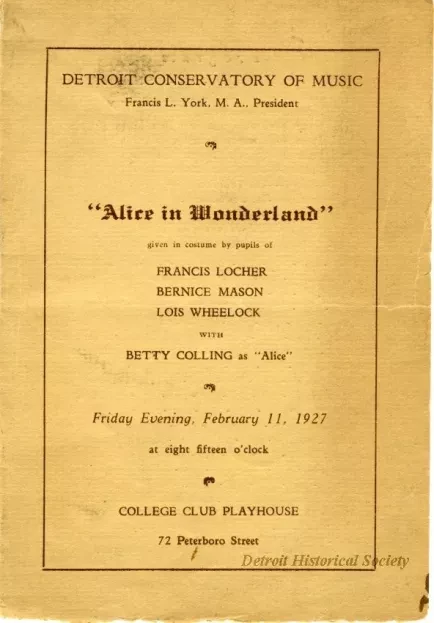 DETROIT CONSERVATORY OF MUSIC
Francis L. York, M. A., President
"Alice in Wonderland"
given in costume by pupils of
FRANCIS LOCHER
BERNICE MASON
LOIS WHEELOCK
WITH
BETTY COLLING as "Alice"
Friday Evening, February 11, 1927
at eight fifteen o'clock
COLLEGE CLUB PLAYHOUSE
72 Peterboro Street
Detroit Historical Society